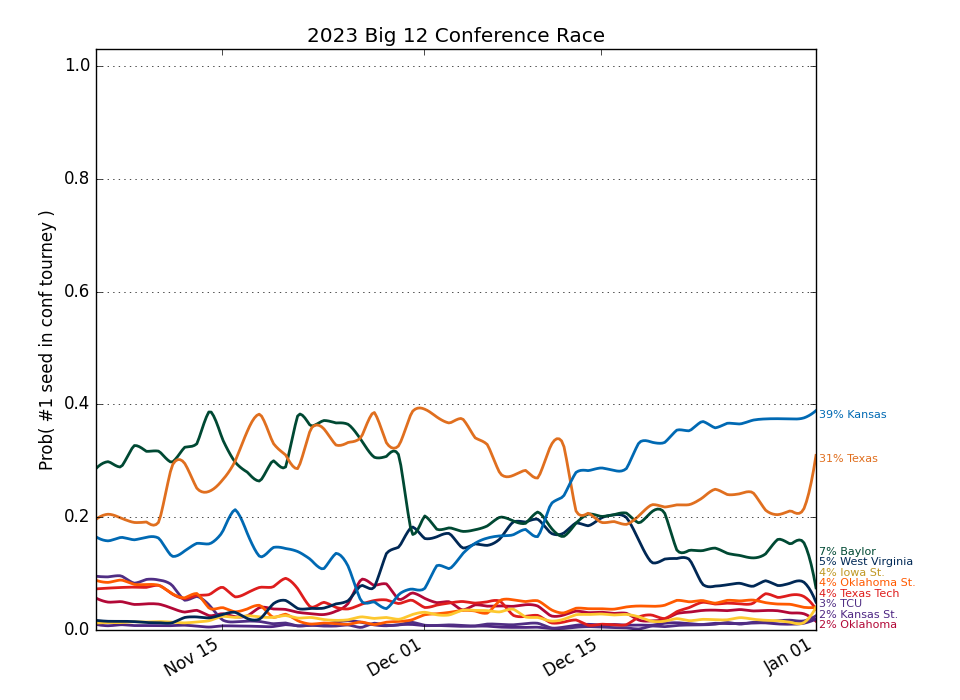 2023 Big 12 Conference Race
Prob( #1 seed in conf tourney )
1.0
0.8
0.6
0.4
0.2
0.0
Nov 15
Dec 01
Dec 15
Jan 01
39% Kansas
31% Texas
7% Baylor
5% West Virginia
4% Iowa St.
4% Oklahoma St.
4% Texas Tech
3% TCU
2% Kansas St.
2% Oklahoma